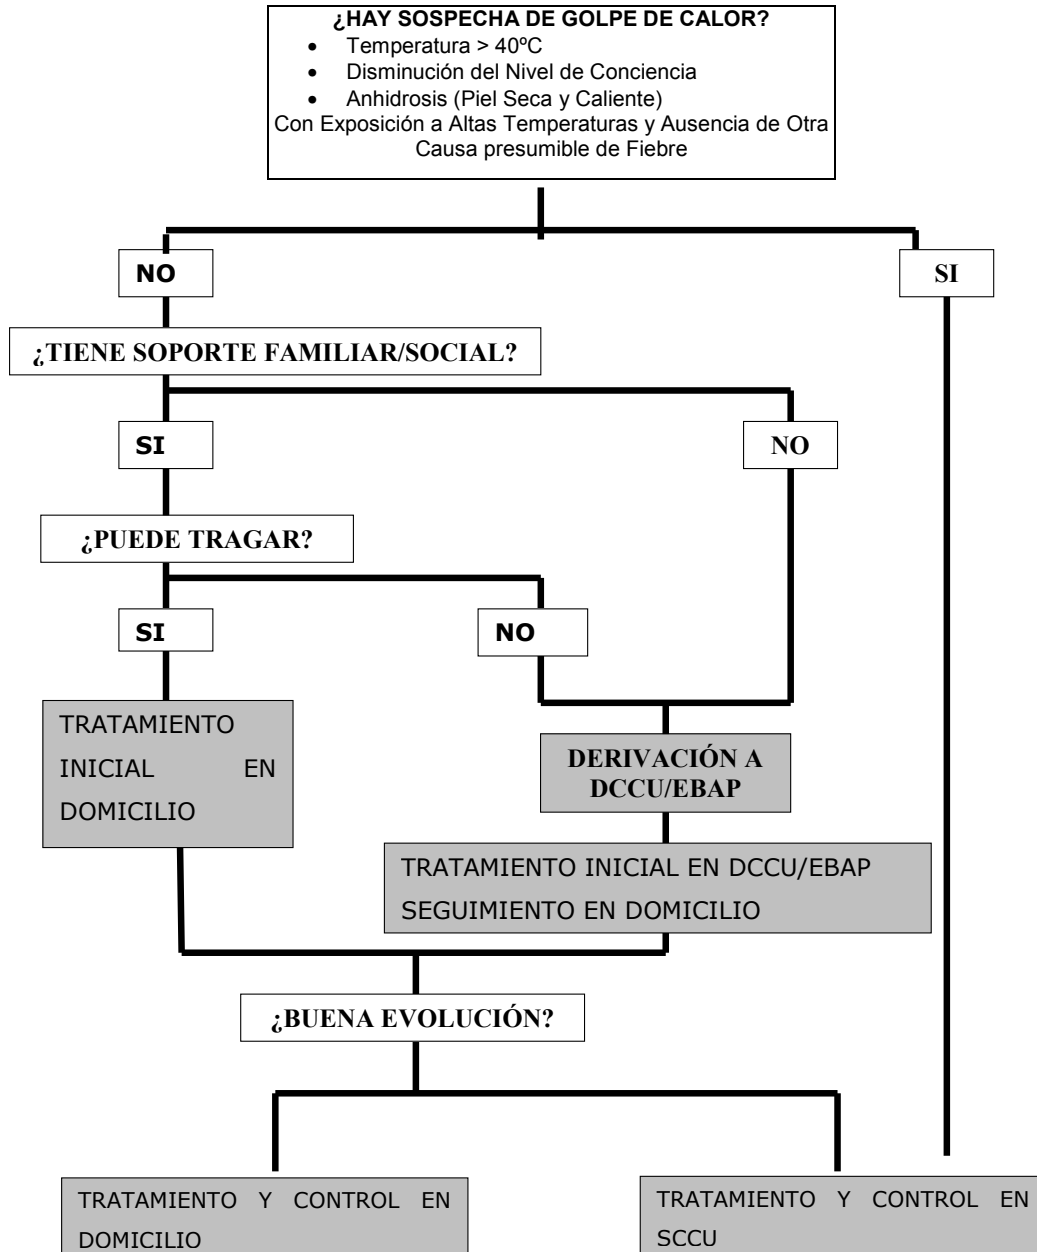 ¿HAY SOSPECHA DE GOLPE DE CALOR?
• Temperatura > 40ºC
• Disminución del Nivel de Conciencia
• Anhidrosis (Piel Seca y Caliente)
Con Exposición a Altas Temperaturas y Ausencia de Otra
Causa presumible de Fiebre
NO
SI
¿TIENE SOPORTE FAMILIAR/SOCIAL?
SI
NO
¿PUEDE TRAGAR?
SI
NO
TRATAMIENTO
INICIAL EN
DOMICILIO
DERIVACIÓN A
DCCU/EBAP
TRATAMIENTO INICIAL EN DCCU/EBAP
SEGUIMIENTO EN DOMICILIO
¿BUENA EVOLUCIÓN?
TRATAMIENTO Y CONTROL EN
DOMICILIO
TRATAMIENTO Y CONTROL EN
SCCU